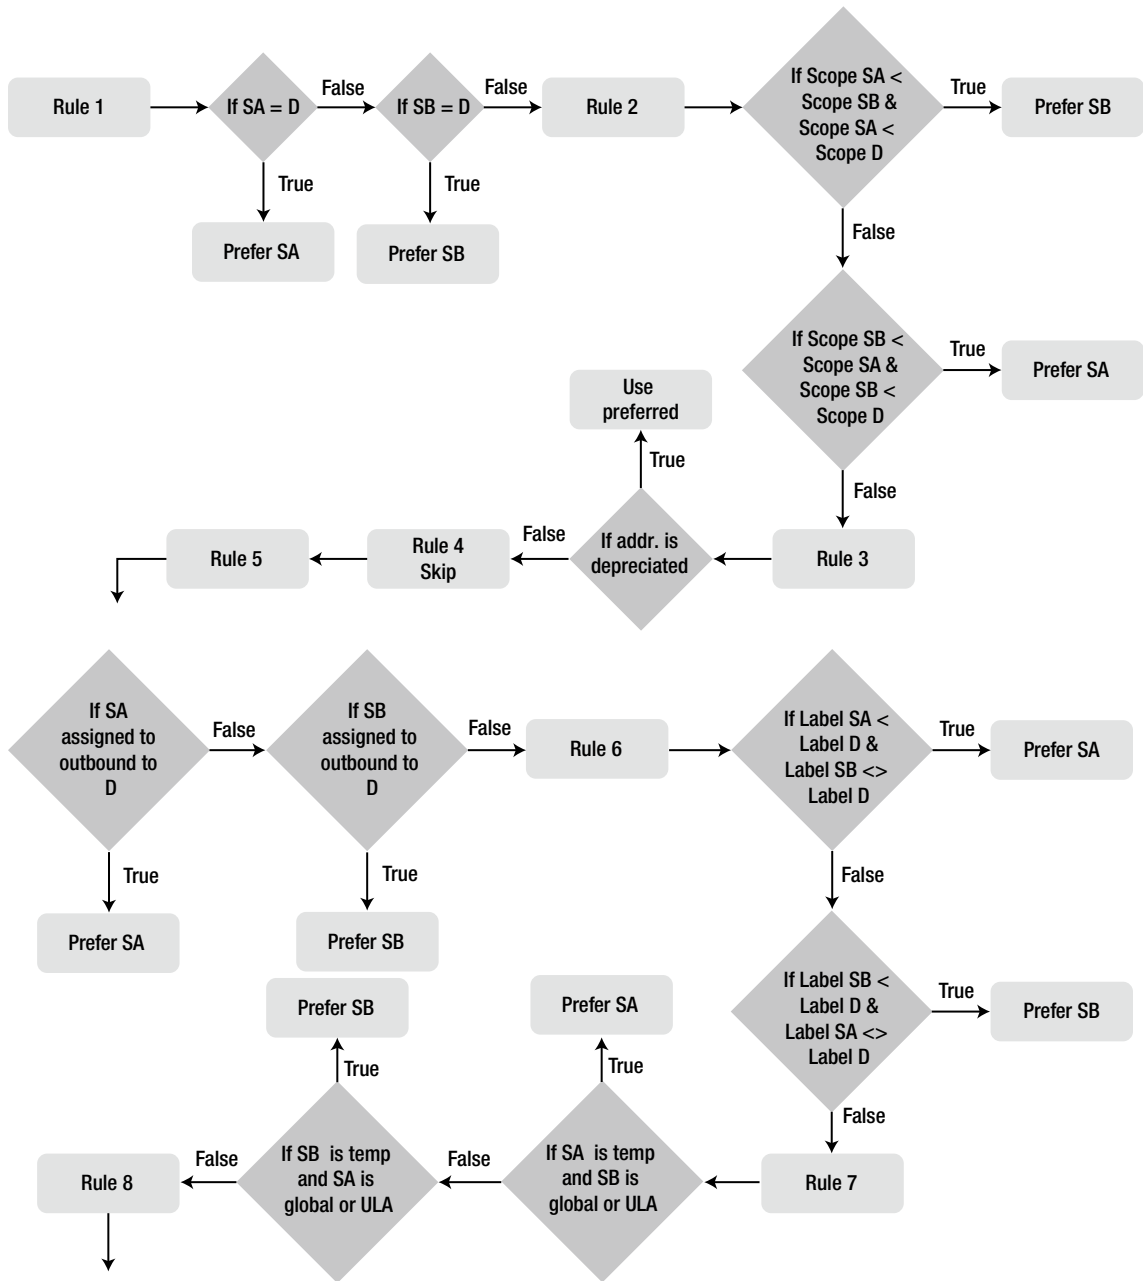 Rule 1
If SA = D
False
If SB = D
False
Rule 2
If Scope SA <
Scope SB &
Scope SA <
Scope D
True
Prefer SB
True
Prefer SA
True
Prefer SB
False
If Scope SB <
Scope SA &
Scope SB <
Scope D
True
Prefer SA
False
Rule 3
If addr. is
depreciated
True
Use
preferred
False
Rule 4
Skip
Rule 5
If SA
assigned to
outbound to
D
False
If SB
assigned to
outbound to
D
False
Rule 6
If Label SA <
Label D &
Label SB <>
Label D
True
Prefer SA
True
Prefer SA
True
Prefer SB
False
If Label SB <
Label D &
Label SA <>
Label D
True
Prefer SB
False
Rule 7
If SA is temp
and SB is
global or ULA
True
Prefer SA
False
If SB is temp
and SA is
global or ULA
True
Prefer SB
False
Rule 8